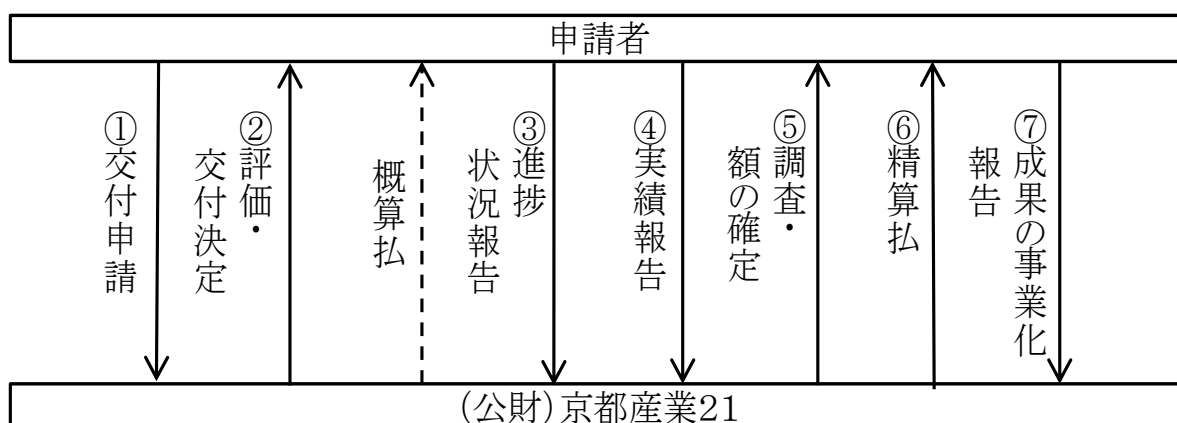 申請者
①交付申請
②評価・
交付決定
概算払
③進捗
状況報告
④実績報告
⑤調査・
額の確定
⑥精算払
⑦成果の事業化
報告
(公財)京都産業21